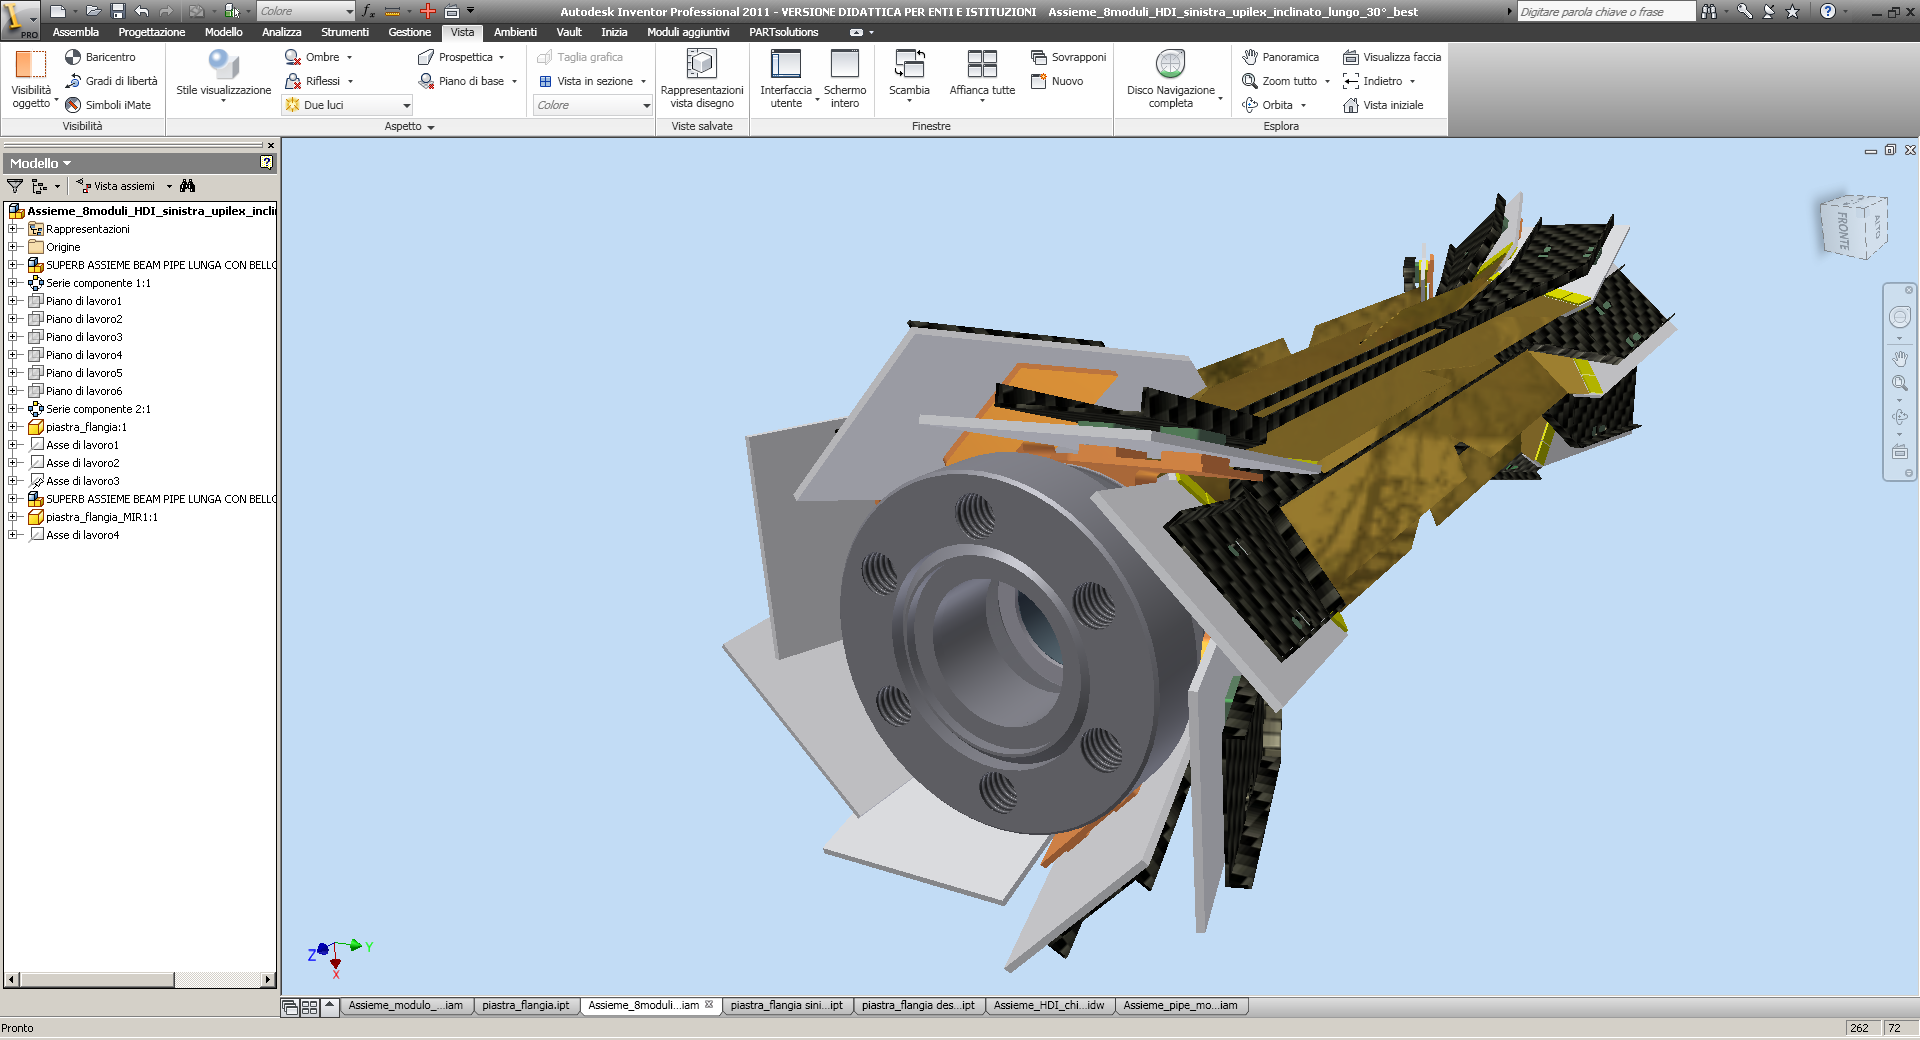 Colore
Autodesk Inventor Professional 2011 - VERSIONE DIDATTICA PER ENTI E ISTITUZIONI Assieme_8moduli_HDI_sinistra_upilex_inclinato_lungo_30°_best
Digitare parola chiave o frase
PRO
Assembla Progettazione Modello Analizza Strumenti Gestione Vista Ambienti Vault Inizia Moduli aggiuntivi PARTsolutions
Visibilità oggetto
Baricentro
Gradi di libertà
Simboli iMate
Visibilità
Stile visualizzazione
Ombre
Riflessi
Due luci
Prospettica
Piano di base
Aspetto
Taglia grafica
Vista in sezione
Colore
Rappresentazioni vista disegno
Viste salvate
Interfaccia utente
Schermo intero
Scambia
Affianca tutte
Sovrapponi
Nuovo
Finestre
Disco Navigazione completa
Panoramica
Zoom tutto
Orbita
Visualizza faccia
Indietro
Vista iniziale
Esplora
Modello
Vista assiemi
Assieme_8moduli_HDI_sinistra_upilex_incli
Rappresentazioni
Origine
SUPERB ASSIEME BEAM PIPE LUNGA CON BELLC
Serie componente 1:1
Piano di lavoro1
Piano di lavoro2
Piano di lavoro3
Piano di lavoro4
Piano di lavoro5
Piano di lavoro6
Serie componente 2:1
piastra_flangia:1
Asse di lavoro1
Asse di lavoro2
Asse di lavoro3
SUPERB ASSIEME BEAM PIPE LUNGA CON BELLC
piastra_flangia_MIR1:1
Asse di lavoro4
FRONTE
ALTO
Z
Y
X
Assieme_modulo_...iam piastra_flangia.ipt Assieme_8moduli...iam piastra_flangia sini...ipt piastra_flangia des...ipt Assieme_HDI_chi...idw Assieme_pipe_mo...iam
Pronto
262 72